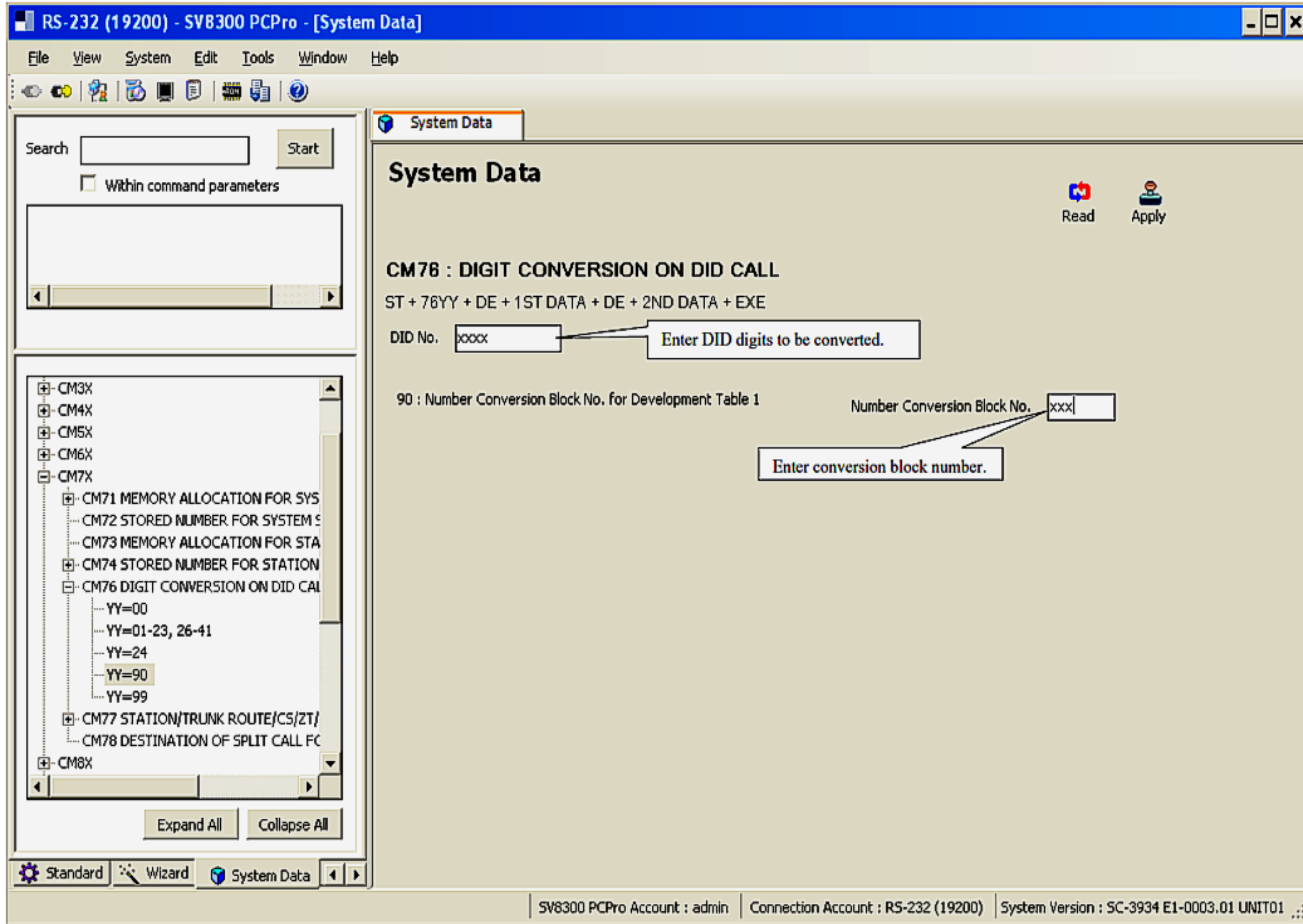 RS-232 (19200) - SV8300 PCPro - [System Data]
File View System Edit Tools Window Help
Search
Start
Within command parameters
CM3X
CM4X
CM5X
CM6X
CM7X
CM71 MEMORY ALLOCATION FOR SYS
CM72 STORED NUMBER FOR SYSTEM S
CM73 MEMORY ALLOCATION FOR STA
CM74 STORED NUMBER FOR STATION
CM76 DIGIT CONVERSION ON DID CAL
YY=00
YY=01-23, 26-41
YY=24
YY=90
YY=99
CM77 STATION/TRUNK ROUTE/CS/ZT/
CM78 DESTINATION OF SPLIT CALL FO
CM8X
Expand All Collapse All
Standard Wizard System Data
System Data
System Data
Read Apply
CM76 : DIGIT CONVERSION ON DID CALL
ST + 76YY + DE + 1ST DATA + DE + 2ND DATA + EXE
DID No. xxxx Enter DID digits to be converted.
90 : Number Conversion Block No. for Development Table 1 Number Conversion Block No. xxx
Enter conversion block number.
SV8300 PCPro Account : admin Connection Account : RS-232 (19200) System Version : SC-3934 E1-0003.01 UNIT01